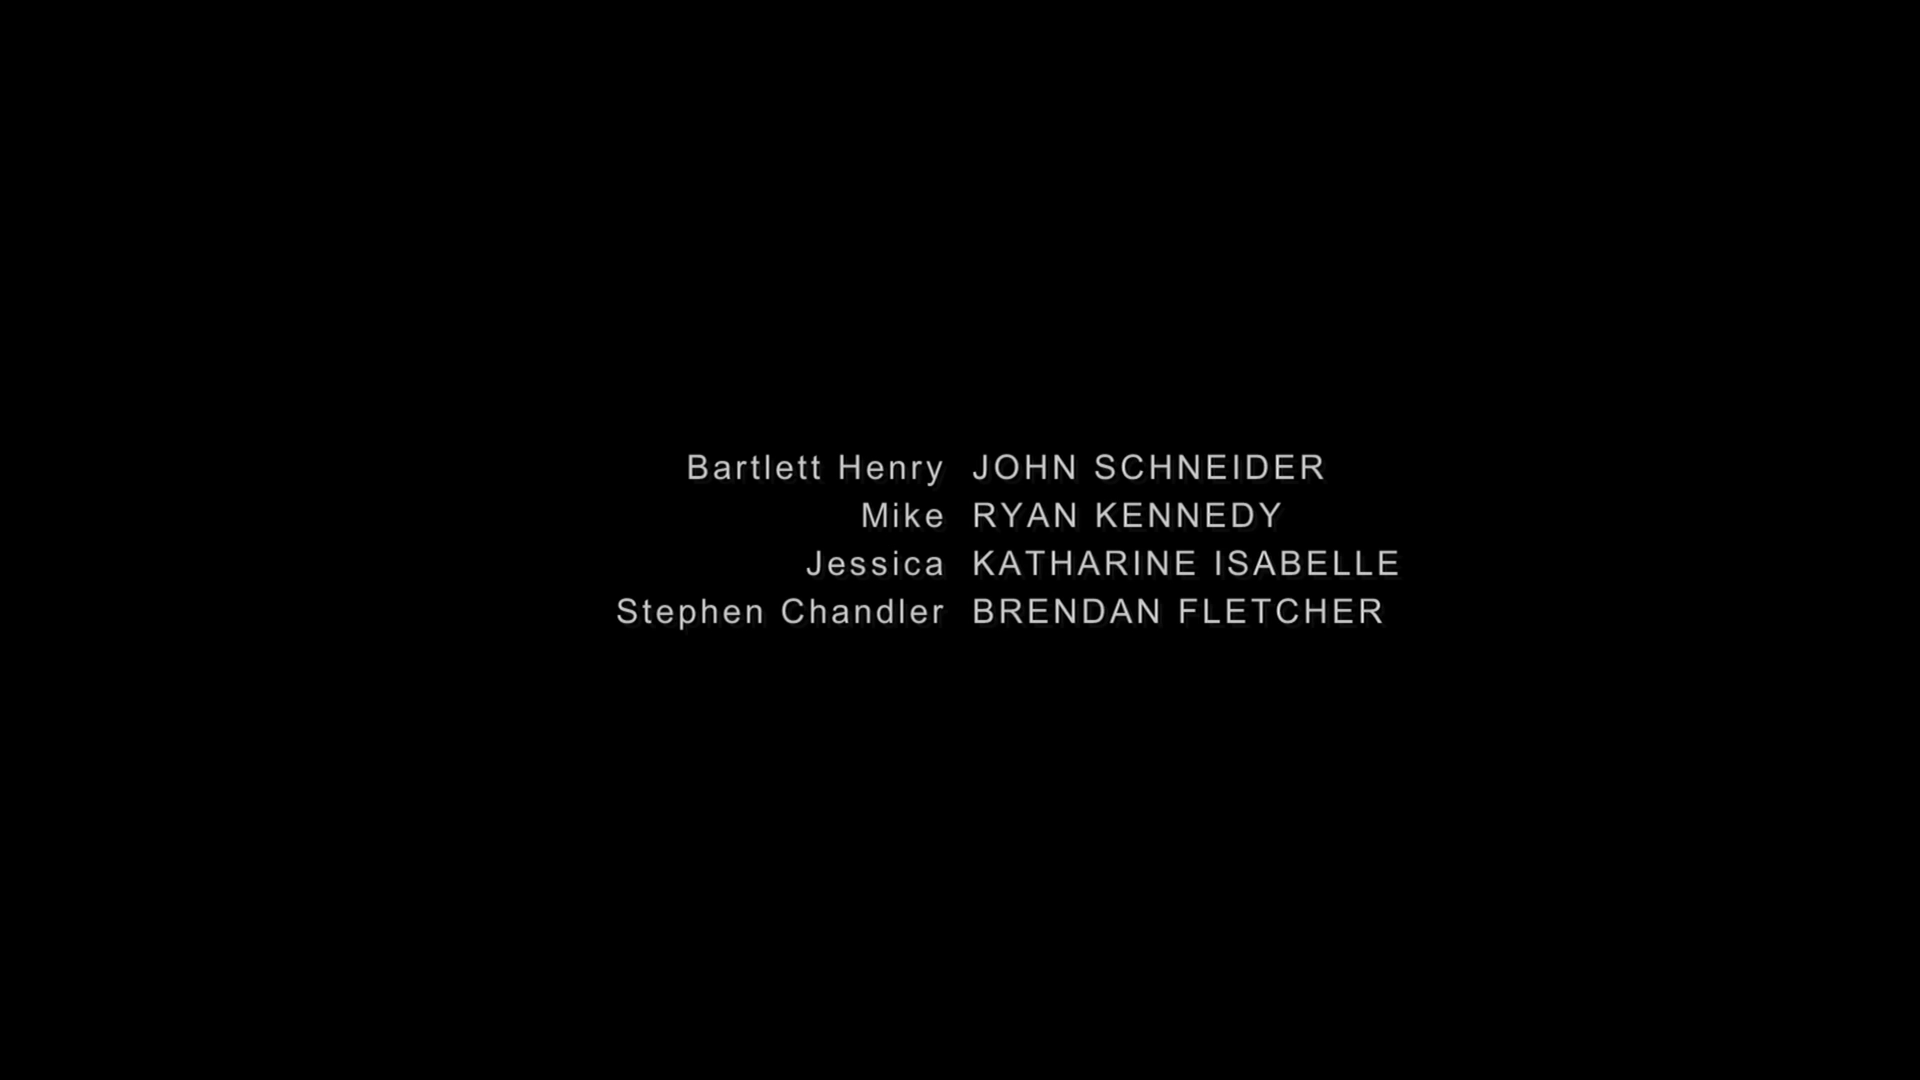 Bartlett Henry JOHN SCHNEIDER
Mike RYAN KENNEDY
Jessica KATHARINE ISABELLE
Stephen Chandler BRENDAN FLETCHER